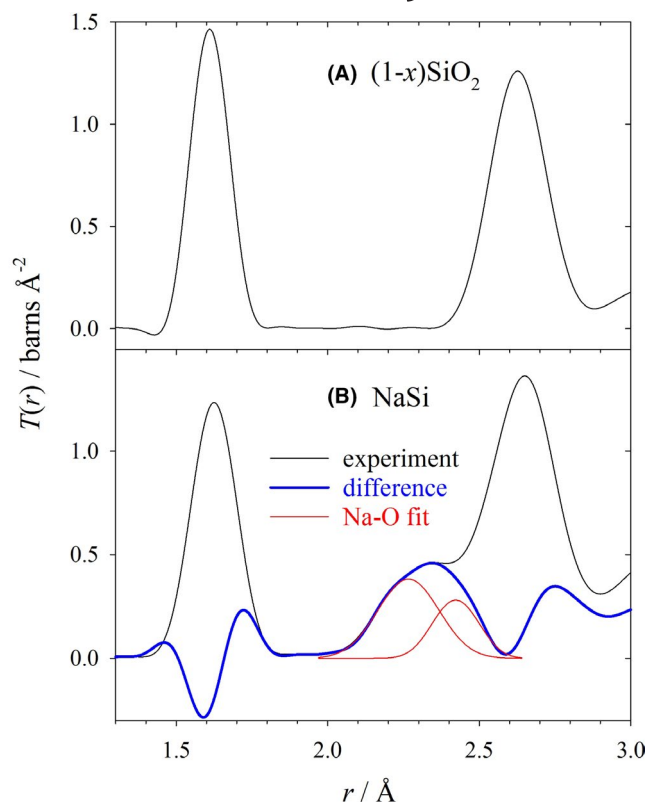 1.5
(A) (1-x)SiO₂
1.0
0.5
0.0
T(r) / barns Å⁻²
(B) NaSi
1.0
experiment
difference
0.5
Na-O fit
0.0
1.5 2.0 2.5 3.0
r / Å